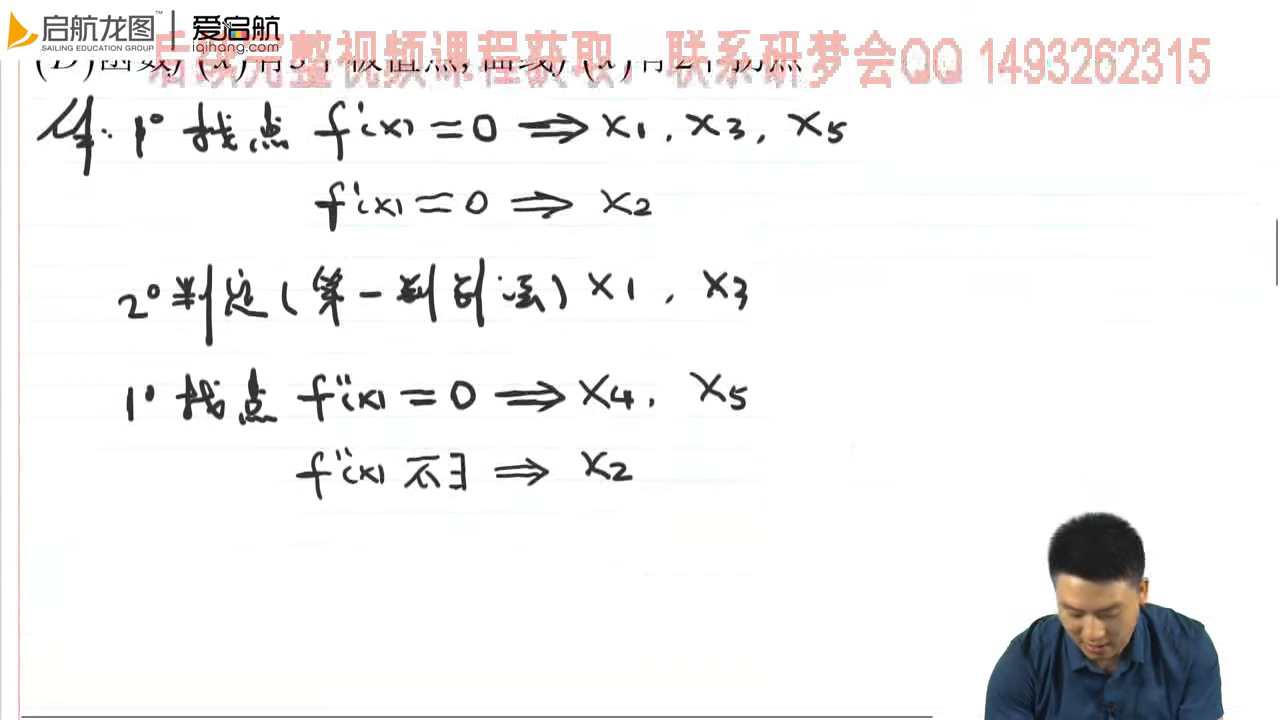 启航龙图 爱启航
SAILING EDUCATION GROUP iqihang.com
后续完整视频课程获取，联系研梦会QQ 1493262315
(D)函数f(x)有3个极值点,曲线f(x)有2个拐点
解: 1° 找点 f'(x) = 0 ⟹ x1, x3, x5
f'(x) = 0 ⟹ x2
2° 判定(第一判别法) x1, x3
1° 找点 f''(x) = 0 ⟹ x4, x5
f''(x) 不∃ ⟹ x2